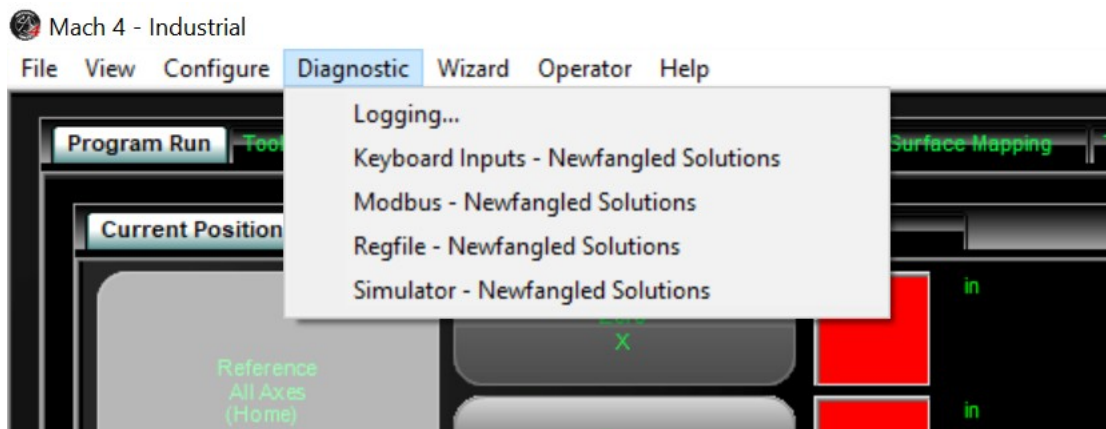 Mach 4 - Industrial
File View Configure Diagnostic Wizard Operator Help
Logging...
Program Run Surface Mapping
Keyboard Inputs - Newfangled Solutions
Modbus - Newfangled Solutions
Current Position
Regfile - Newfangled Solutions
Simulator - Newfangled Solutions
in
Zero
X
Reference
All Axes
(Home)
in